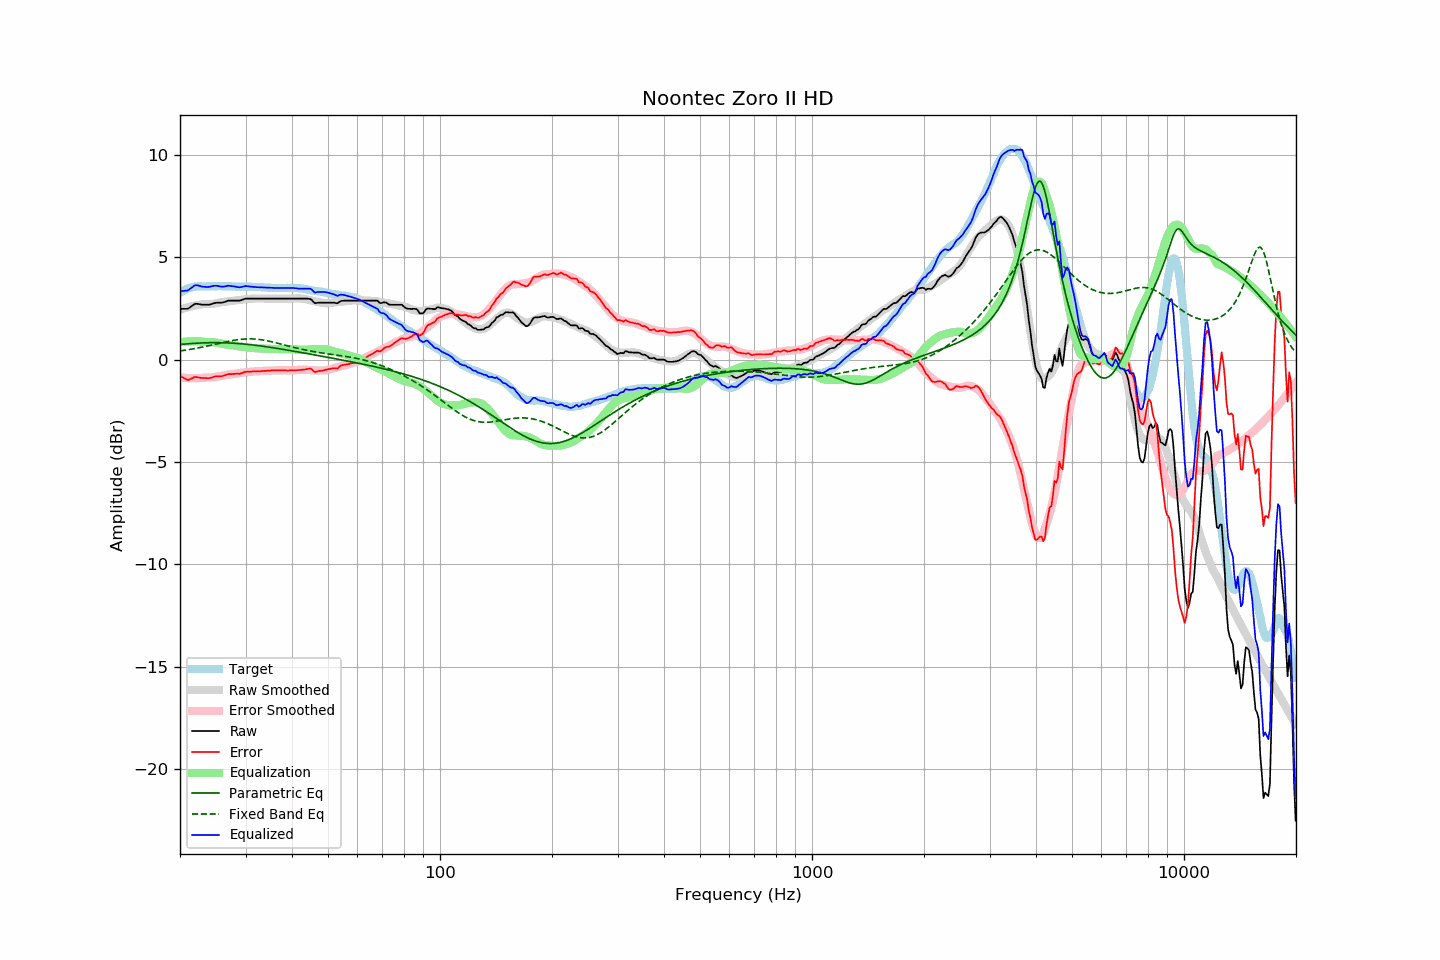 Noontec Zoro II HD
Amplitude (dBr)
10
5
0
−5
−10
−15
−20
Target
Raw Smoothed
Error Smoothed
Raw
Error
Equalization
Parametric Eq
Fixed Band Eq
Equalized
100
1000
10000
Frequency (Hz)